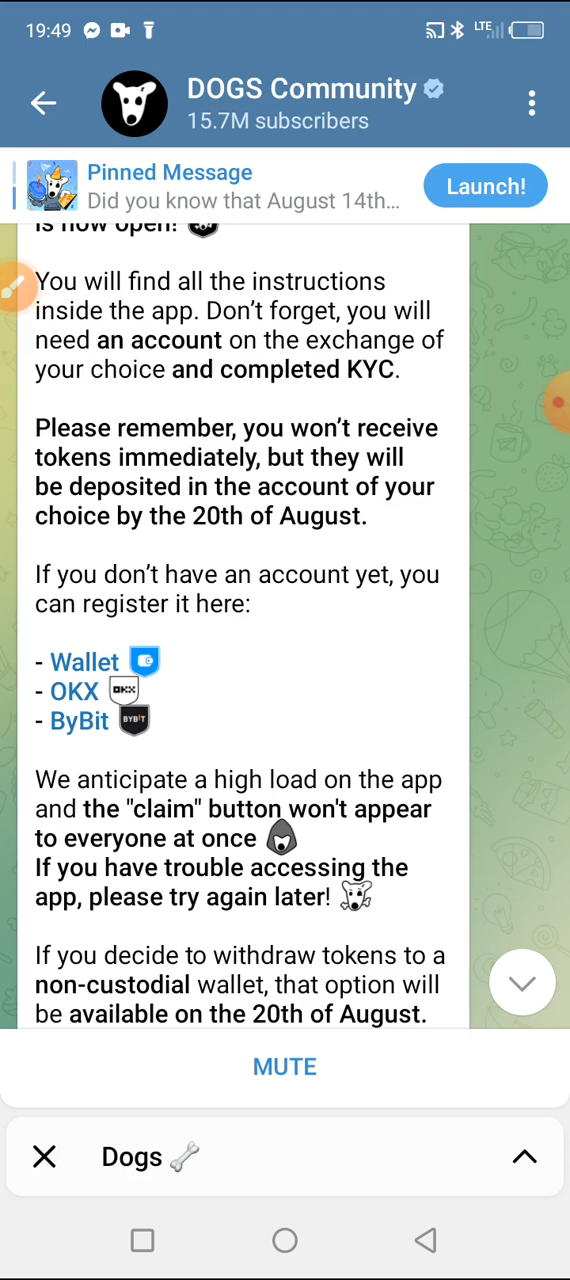 19:49
LTE
DOGS Community
15.7M subscribers
Pinned Message
Did you know that August 14th...
Launch!
is now open!
You will find all the instructions
inside the app. Don’t forget, you will
need an account on the exchange of
your choice and completed KYC.
Please remember, you won’t receive
tokens immediately, but they will
be deposited in the account of your
choice by the 20th of August.
If you don’t have an account yet, you
can register it here:
- Wallet
- OKX OKX
- ByBit BYBIT
We anticipate a high load on the app
and the "claim" button won't appear
to everyone at once
If you have trouble accessing the
app, please try again later!
If you decide to withdraw tokens to a
non-custodial wallet, that option will
be available on the 20th of August.
MUTE
Dogs